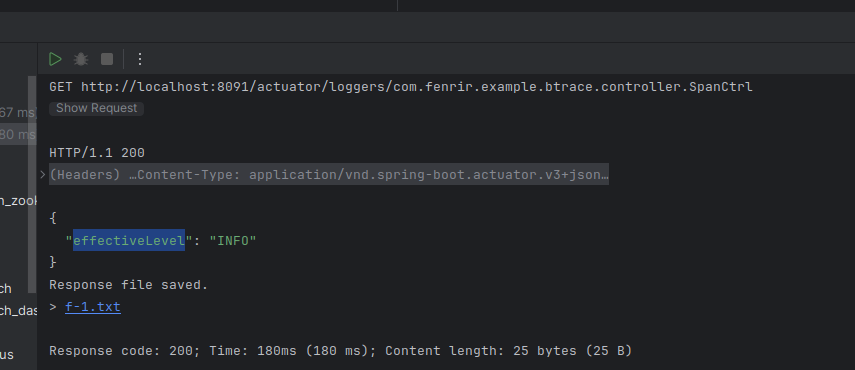 GET http://localhost:8091/actuator/loggers/com.fenrir.example.btrace.controller.SpanCtrl
67 ms)
Show Request
80 ms
HTTP/1.1 200
(Headers) …Content-Type: application/vnd.spring-boot.actuator.v3+json…
n_zook
{
"effectiveLevel": "INFO"
}
Response file saved.
ch
> f-1.txt
ch_das
us
Response code: 200; Time: 180ms (180 ms); Content length: 25 bytes (25 B)